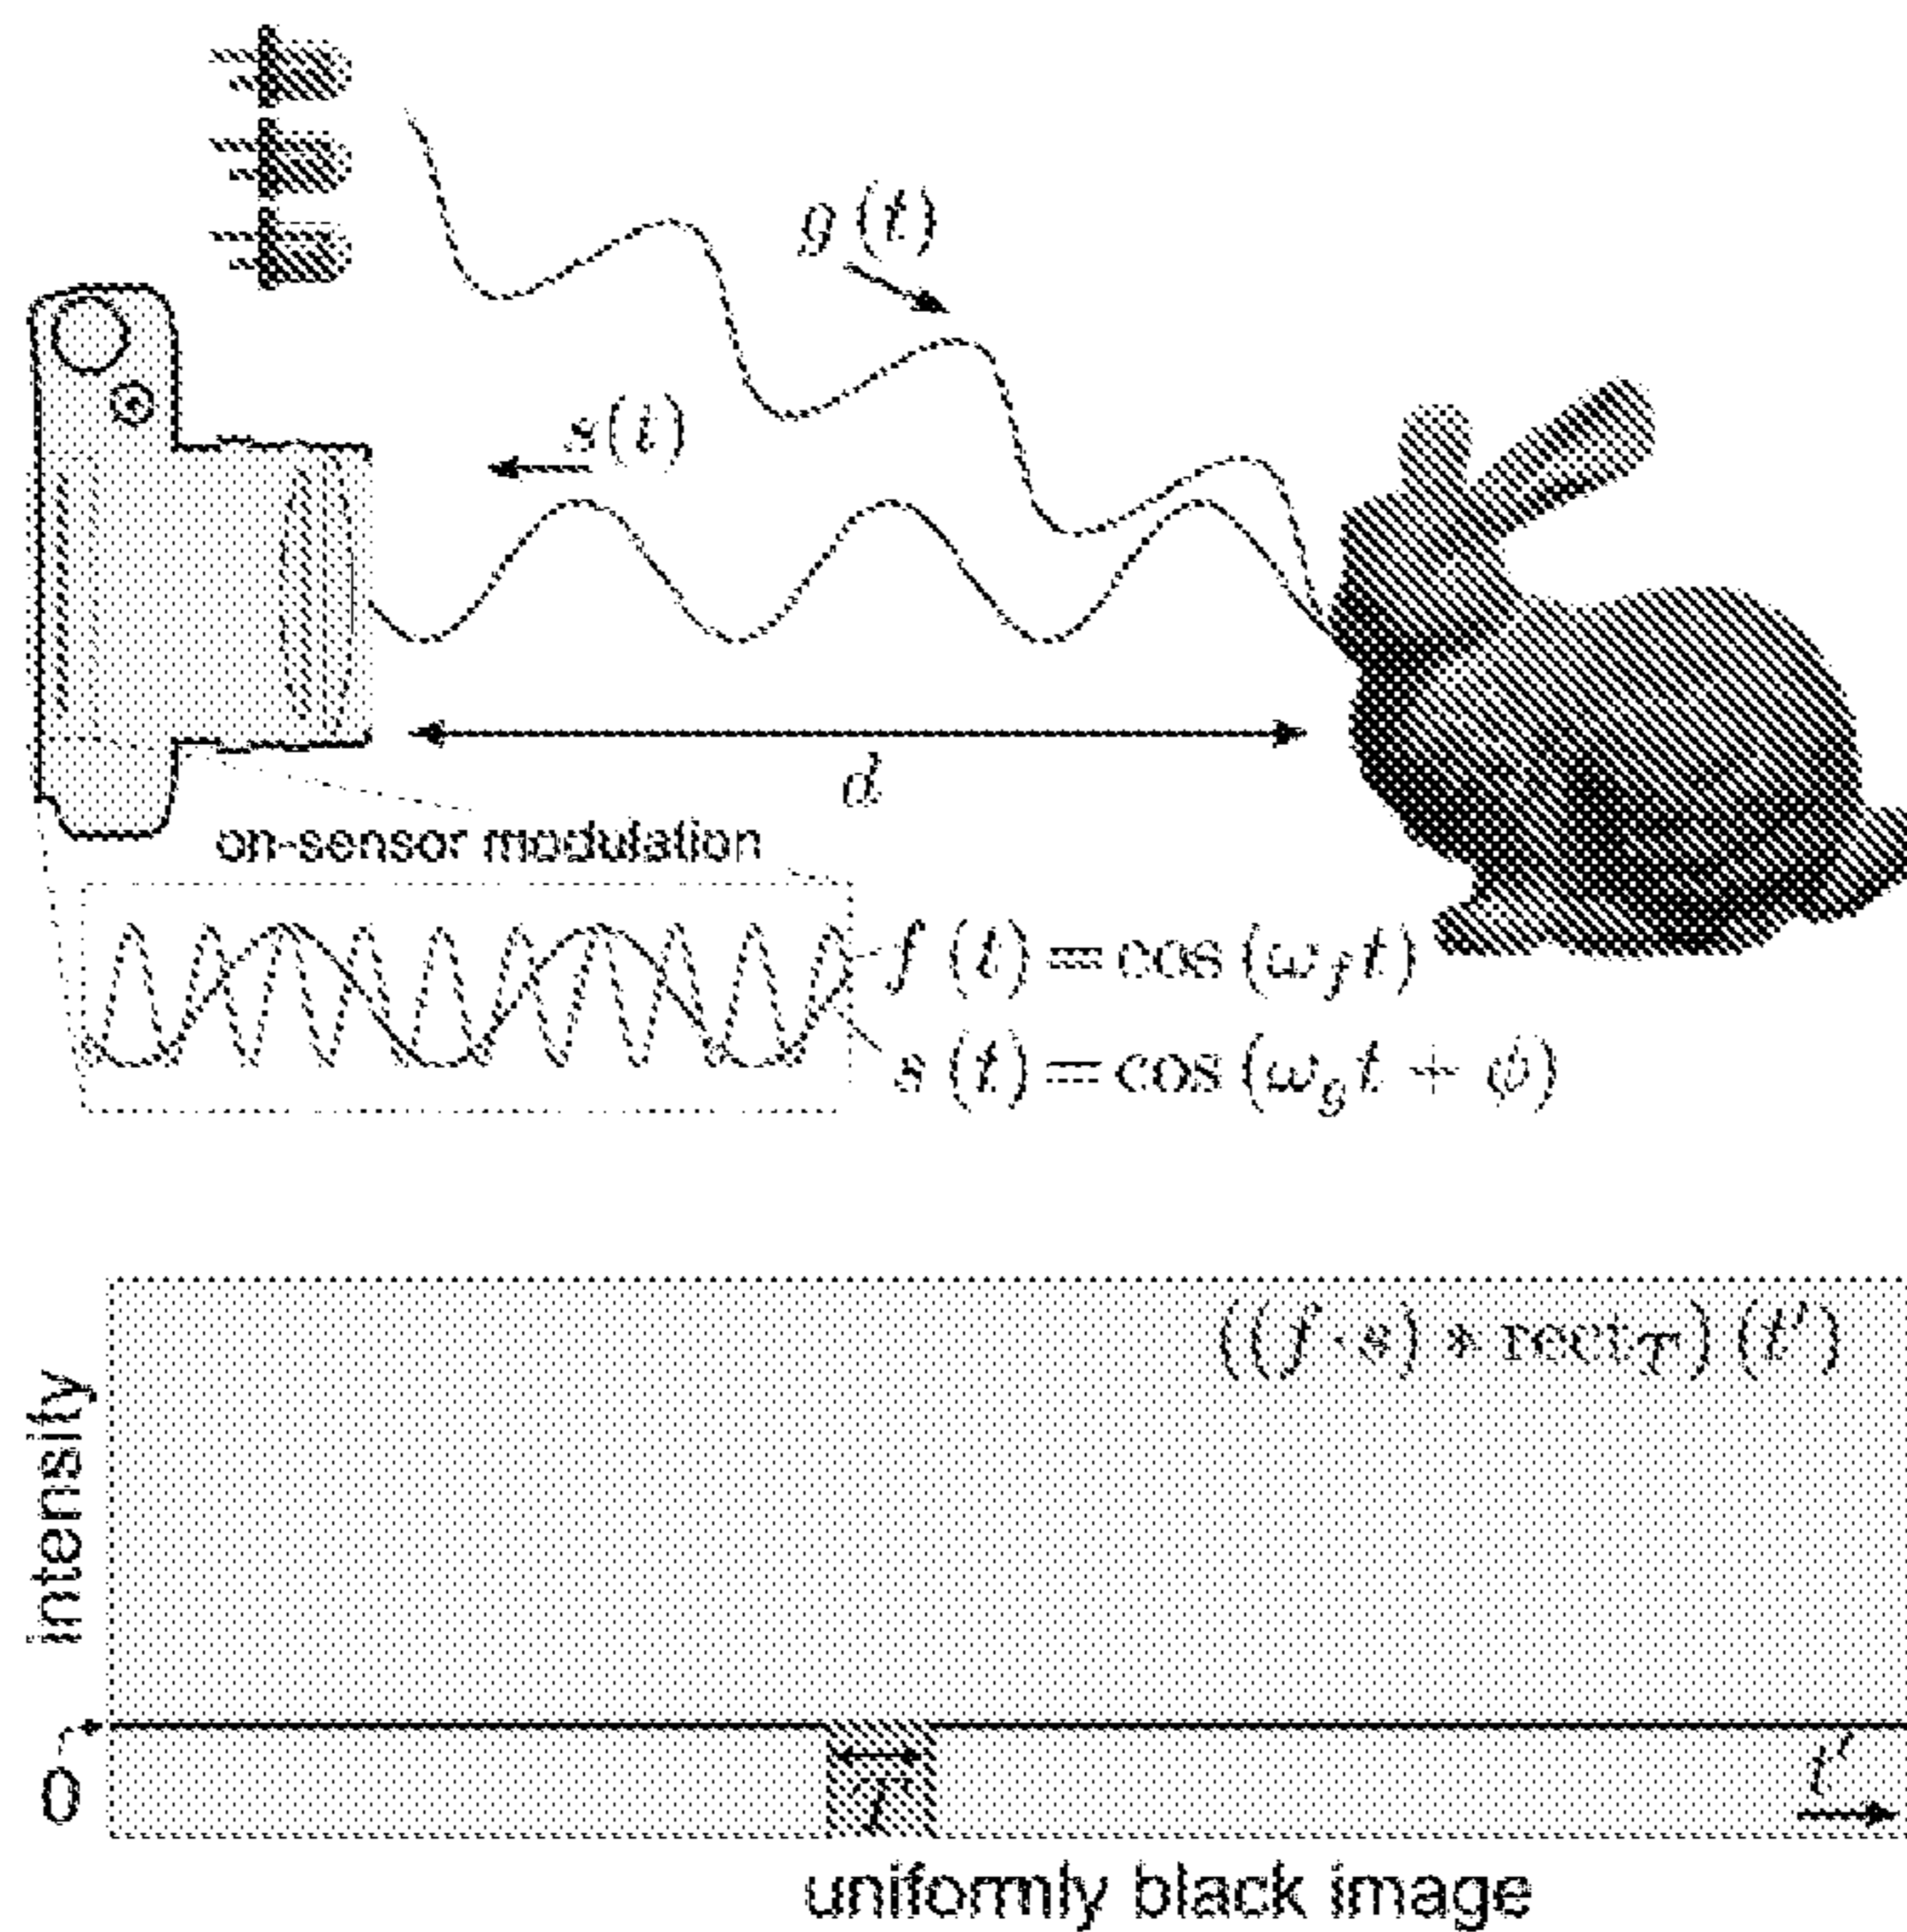 g(t)
s(t)
d
on-sensor modulation
f(t)=cos(ω_f t)
s(t)=cos(ω_g t + ϕ)
((f·s) * rect_T)(t′)
intensity
0
T
t′
uniformly black image